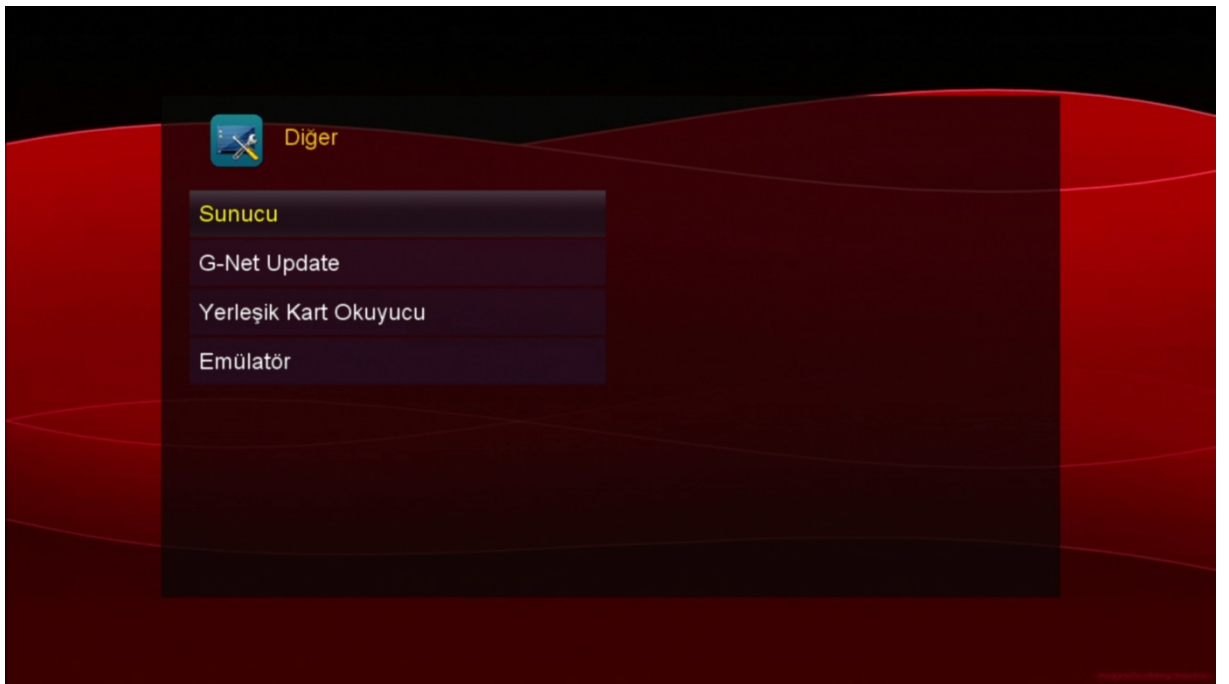 Diğer
Sunucu
G-Net Update
Yerleşik Kart Okuyucu
Emülatör